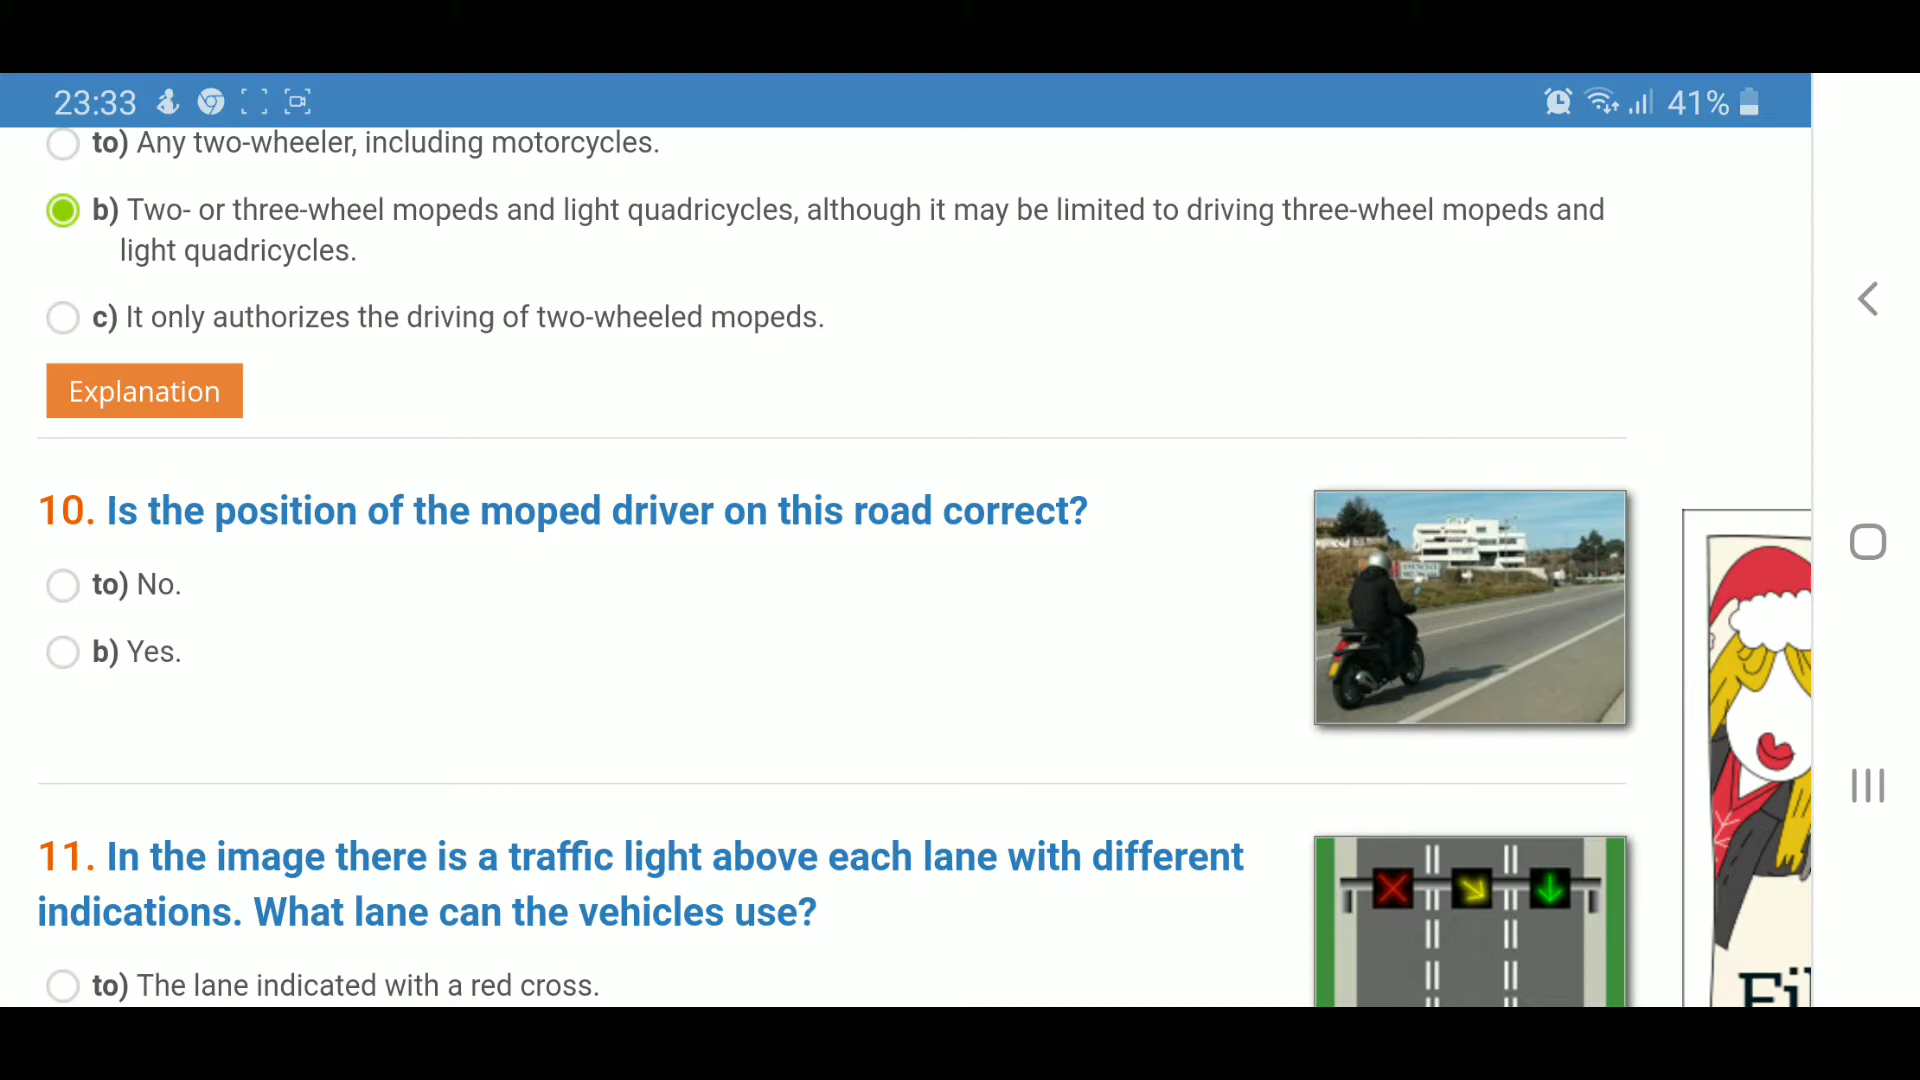 23:33
41%
to) Any two-wheeler, including motorcycles.
b) Two- or three-wheel mopeds and light quadricycles, although it may be limited to driving three-wheel mopeds and
light quadricycles.
c) It only authorizes the driving of two-wheeled mopeds.
Explanation
10. Is the position of the moped driver on this road correct?
to) No.
b) Yes.
11. In the image there is a traffic light above each lane with different
indications. What lane can the vehicles use?
to) The lane indicated with a red cross.